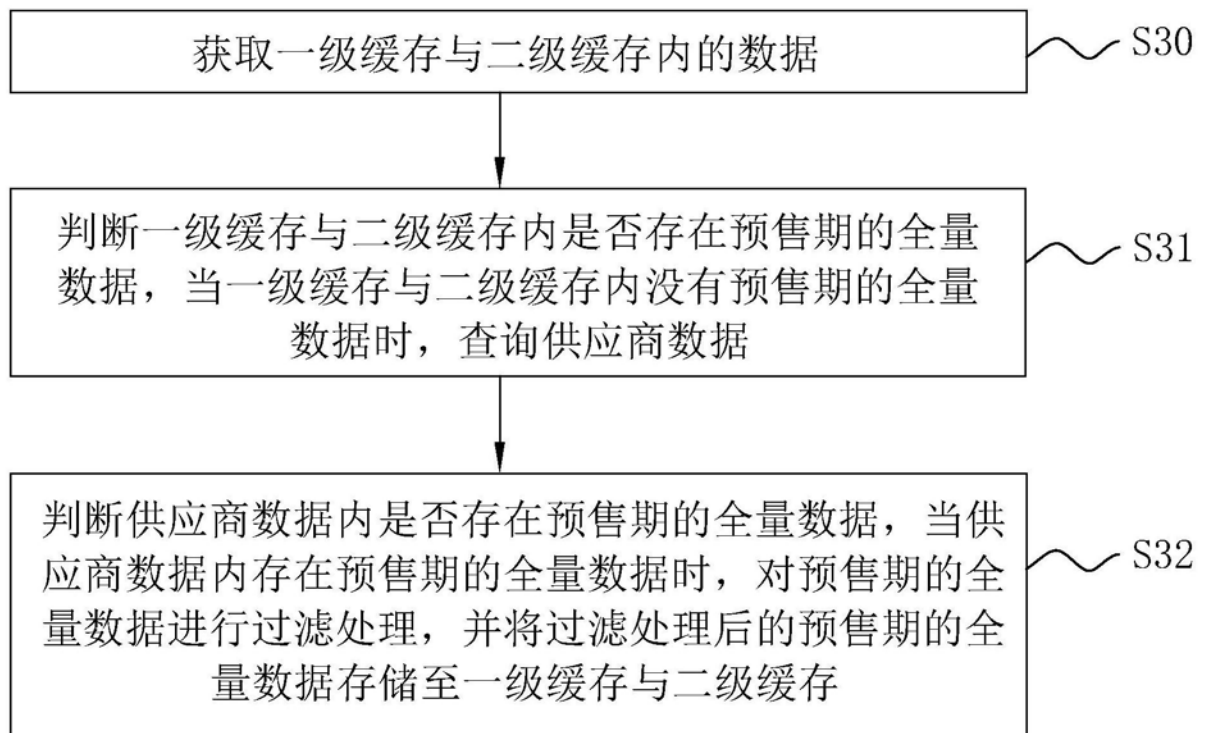 获取一级缓存与二级缓存内的数据
S30
判断一级缓存与二级缓存内是否存在预售期的全量
数据，当一级缓存与二级缓存内没有预售期的全量
数据时，查询供应商数据
S31
判断供应商数据内是否存在预售期的全量数据，当供
应商数据内存在预售期的全量数据时，对预售期的全
量数据进行过滤处理，并将过滤处理后的预售期的全
量数据存储至一级缓存与二级缓存
S32